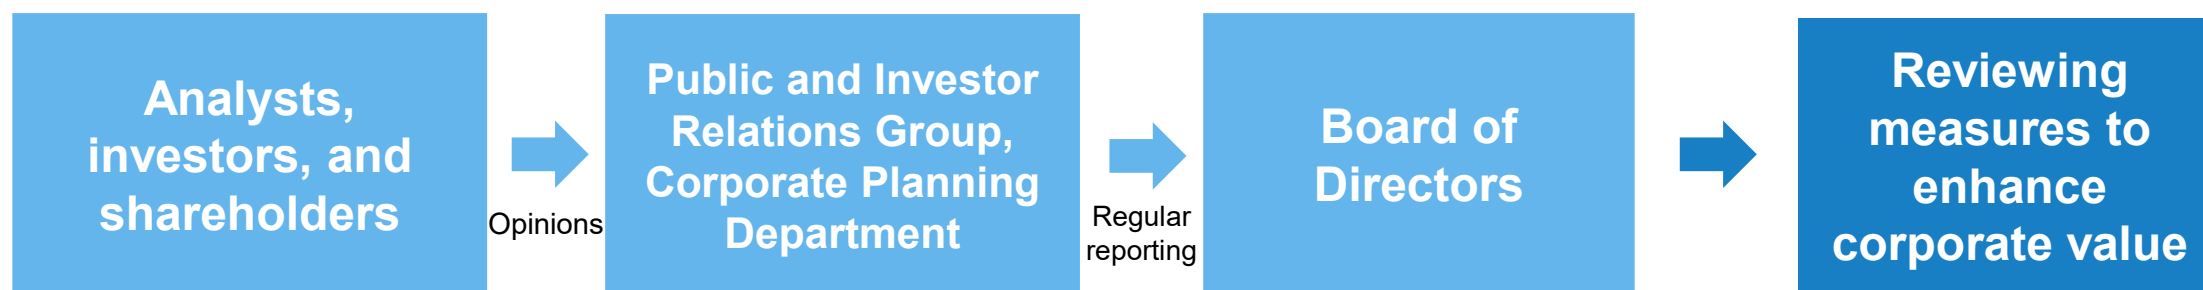 Analysts,
investors, and
shareholders
Opinions
Public and Investor
Relations Group,
Corporate Planning
Department
Regular
reporting
Board of
Directors
Reviewing
measures to
enhance
corporate value